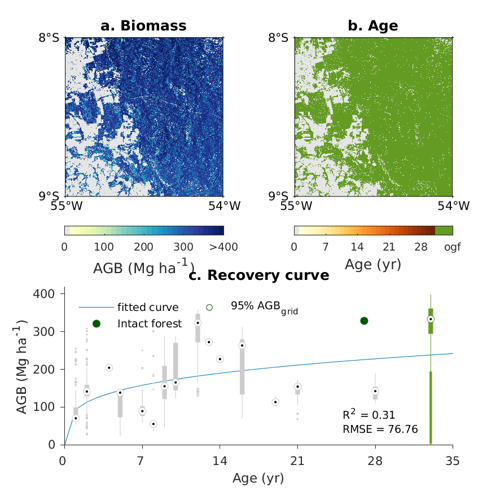 a. Biomass
b. Age
8°S
9°S
55°W
54°W
8°S
9°S
55°W
54°W
0 100 200 300 >400
AGB (Mg ha⁻¹)
0 7 14 21 28 ogf
Age (yr)
c. Recovery curve
fitted curve
95% AGB_grid
Intact forest
400
300
200
100
0
AGB (Mg ha⁻¹)
R² = 0.31
RMSE = 76.76
0 7 14 21 28 35
Age (yr)